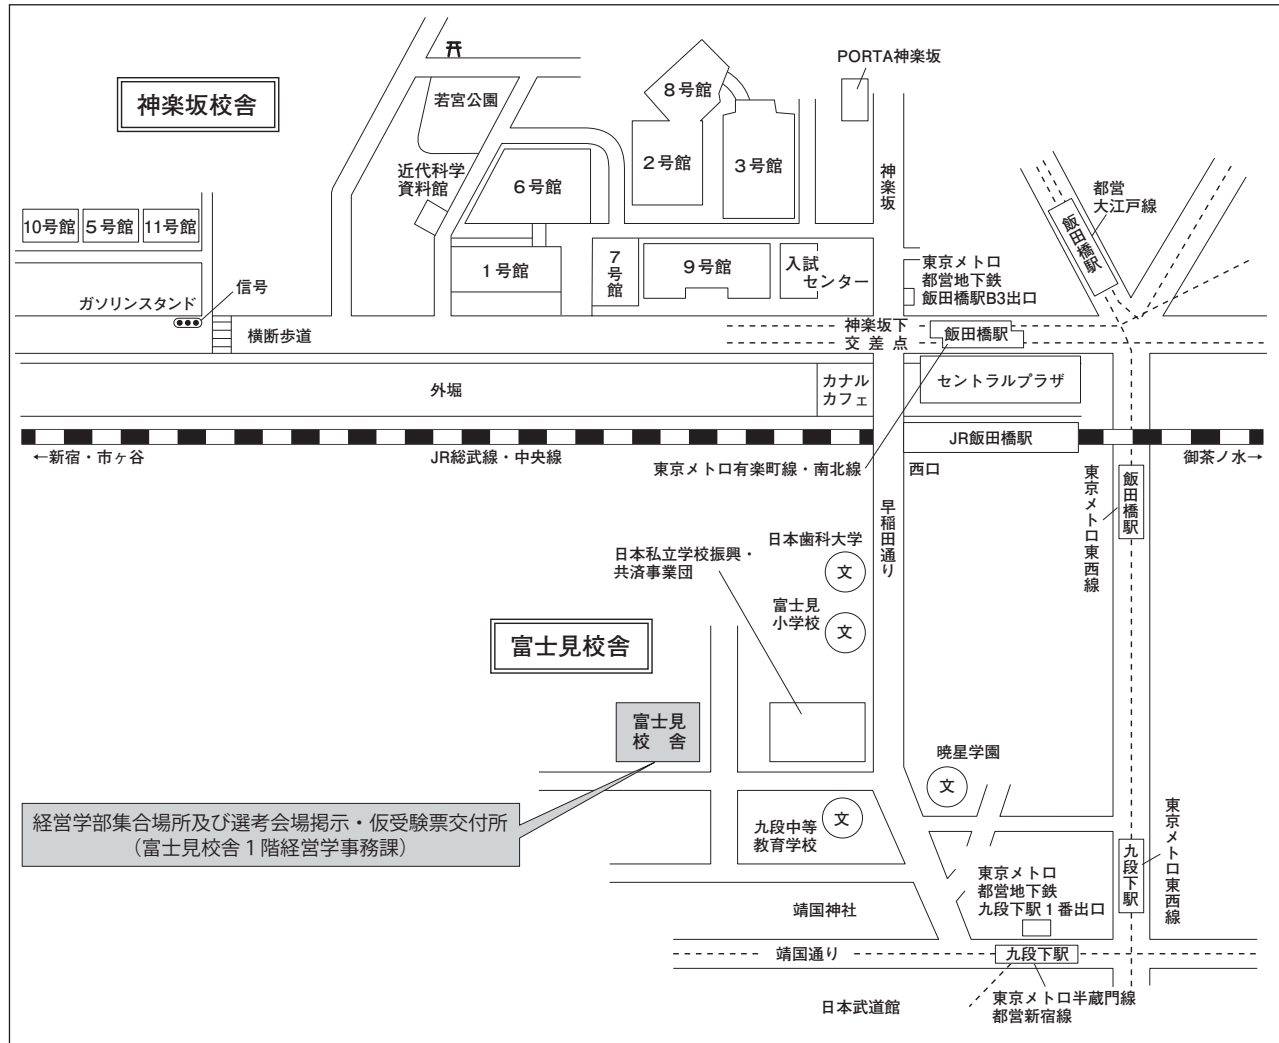 PORTA神楽坂
神楽坂校舎
8号館
若宮公園
2号館
3号館
近代科学
資料館
6号館
神楽坂
都営
大江戸線
飯田橋駅
10号館
5号館
11号館
1号館
7号館
9号館
入試
センター
東京メトロ
都営地下鉄
飯田橋駅B3出口
信号
ガソリンスタンド
横断歩道
神楽坂下
交差点
飯田橋駅
外堀
カナル
カフェ
セントラルプラザ
JR飯田橋駅
←新宿・市ヶ谷
JR総武線・中央線
東京メトロ有楽町線・南北線
西口
御茶ノ水→
飯田橋駅
東京メトロ東西線
早稲田通り
日本歯科大学
文
日本私立学校振興・
共済事業団
富士見
小学校
文
富士見校舎
富士見
校舎
暁星学園
文
経営学部集合場所及び選考会場掲示・仮受験票交付所
（富士見校舎1階経営学事務課）
九段中等
教育学校
文
東京メトロ東西線
九段下駅
東京メトロ
都営地下鉄
九段下駅1番出口
靖国神社
靖国通り
九段下駅
日本武道館
東京メトロ半蔵門線
都営新宿線